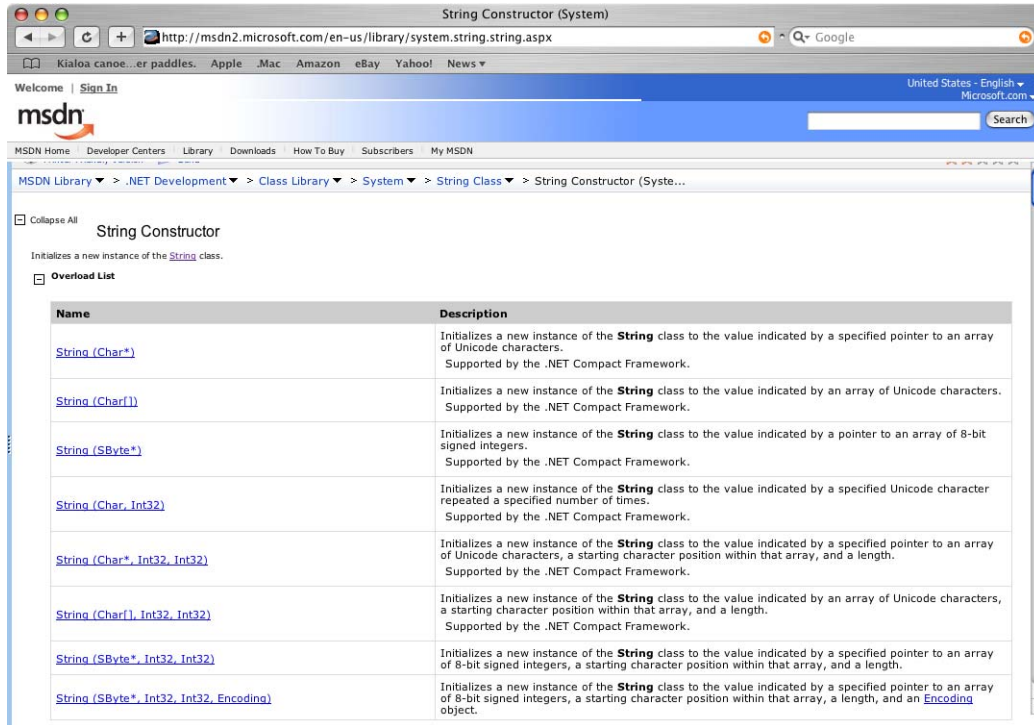 String Constructor (System)
http://msdn2.microsoft.com/en-us/library/system.string.string.aspx
Google
Kialoa canoe...er paddles. Apple .Mac Amazon eBay Yahoo! News
Welcome | Sign In
United States - English
Microsoft.com
msdn
Search
MSDN Home Developer Centers Library Downloads How To Buy Subscribers My MSDN
MSDN Library > .NET Development > Class Library > System > String Class > String Constructor (Syste...
Collapse All
String Constructor
Initializes a new instance of the String class.
Overload List
Name Description
String (Char*)
Initializes a new instance of the String class to the value indicated by a specified pointer to an array
of Unicode characters.
Supported by the .NET Compact Framework.
String (Char[])
Initializes a new instance of the String class to the value indicated by an array of Unicode characters.
Supported by the .NET Compact Framework.
String (SByte*)
Initializes a new instance of the String class to the value indicated by a pointer to an array of 8-bit
signed integers.
Supported by the .NET Compact Framework.
String (Char, Int32)
Initializes a new instance of the String class to the value indicated by a specified Unicode character
repeated a specified number of times.
Supported by the .NET Compact Framework.
String (Char*, Int32, Int32)
Initializes a new instance of the String class to the value indicated by a specified pointer to an array
of Unicode characters, a starting character position within that array, and a length.
Supported by the .NET Compact Framework.
String (Char[], Int32, Int32)
Initializes a new instance of the String class to the value indicated by an array of Unicode characters,
a starting character position within that array, and a length.
Supported by the .NET Compact Framework.
String (SByte*, Int32, Int32)
Initializes a new instance of the String class to the value indicated by a specified pointer to an array
of 8-bit signed integers, a starting character position within that array, and a length.
String (SByte*, Int32, Int32, Encoding)
Initializes a new instance of the String class to the value indicated by a specified pointer to an array
of 8-bit signed integers, a starting character position within that array, a length, and an Encoding
object.